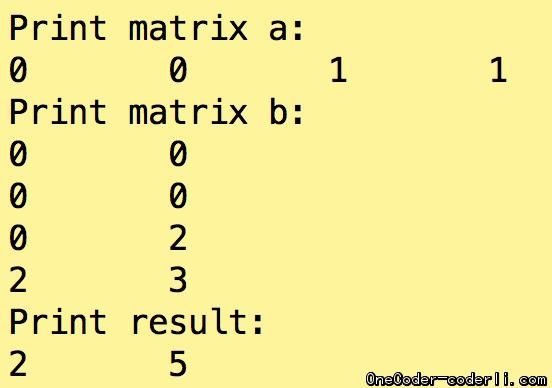 Print matrix a:
0 0 1 1
Print matrix b:
0 0
0 0
0 2
2 3
Print result:
2 5
OneCoder-coderli.com